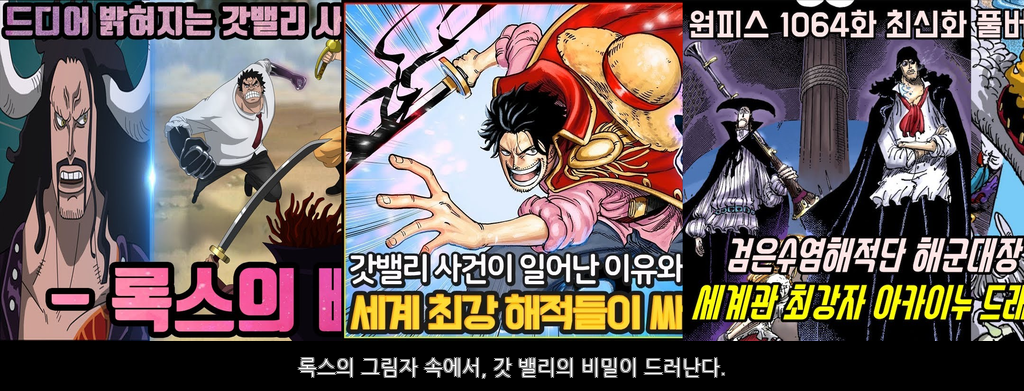 드디어 밝혀지는 갓밸리 사
- 록스의 비
갓밸리 사건이 일어난 이유와
세계 최강 해적들이 싸
원피스 1064화 최신화 풀버
검은수염해적단 해군대장
세계관 최강자 아카이누 드래
록스의 그림자 속에서, 갓 밸리의 비밀이 드러난다.